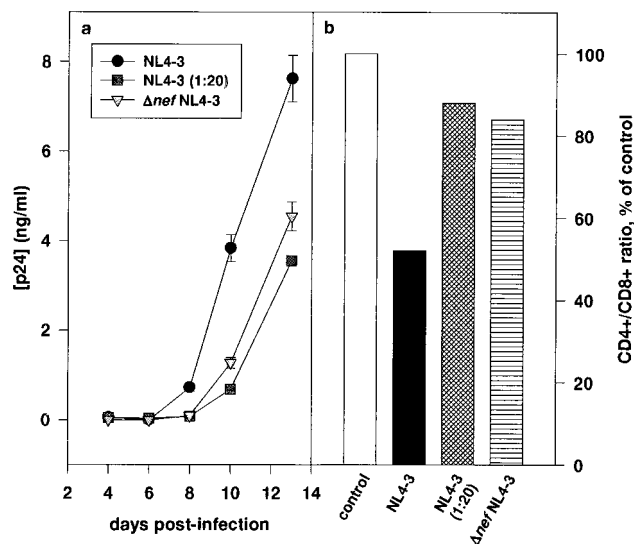 a
NL4-3
NL4-3 (1:20)
Δnef NL4-3
[p24] (ng/ml)
8
6
4
2
0
2
4
6
8
10
12
14
days post-infection
b
100
80
60
40
20
0
CD4+/CD8+ ratio, % of control
control
NL4-3
NL4-3
(1:20)
Δnef NL4-3